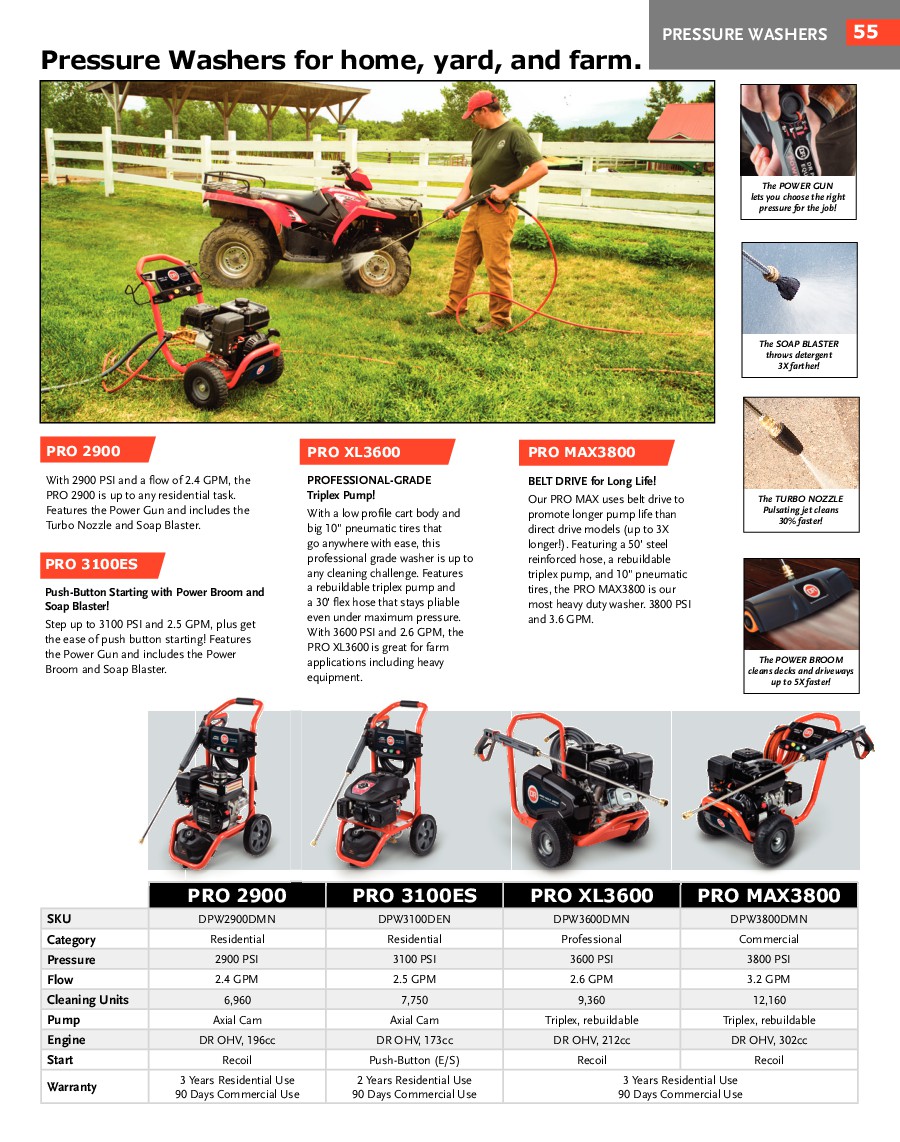 PRESSURE WASHERS 55
Pressure Washers for home, yard, and farm.
The POWER GUN
lets you choose the right
pressure for the job!
The SOAP BLASTER
throws detergent
3X farther!
The TURBO NOZZLE
Pulsating jet cleans
30% faster!
The POWER BROOM
cleans decks and driveways
up to 5X faster!
PRO 2900
With 2900 PSI and a flow of 2.4 GPM, the
PRO 2900 is up to any residential task.
Features the Power Gun and includes the
Turbo Nozzle and Soap Blaster.
PRO 3100ES
Push-Button Starting with Power Broom and
Soap Blaster!
Step up to 3100 PSI and 2.5 GPM, plus get
the ease of push button starting! Features
the Power Gun and includes the Power
Broom and Soap Blaster.
PRO XL3600
PROFESSIONAL-GRADE
Triplex Pump!
With a low profile cart body and
big 10" pneumatic tires that
go anywhere with ease, this
professional grade washer is up to
any cleaning challenge. Features
a rebuildable triplex pump and
a 30' flex hose that stays pliable
even under maximum pressure.
With 3600 PSI and 2.6 GPM, the
PRO XL3600 is great for farm
applications including heavy
equipment.
PRO MAX3800
BELT DRIVE for Long Life!
Our PRO MAX uses belt drive to
promote longer pump life than
direct drive models (up to 3X
longer!). Featuring a 50' steel
reinforced hose, a rebuildable
triplex pump, and 10" pneumatic
tires, the PRO MAX3800 is our
most heavy duty washer. 3800 PSI
and 3.6 GPM.
PRO 2900 PRO 3100ES PRO XL3600 PRO MAX3800
SKU DPW2900DMN DPW3100DEN DPW3600DMN DPW3800DMN
Category Residential Residential Professional Commercial
Pressure 2900 PSI 3100 PSI 3600 PSI 3800 PSI
Flow 2.4 GPM 2.5 GPM 2.6 GPM 3.2 GPM
Cleaning Units 6,960 7,750 9,360 12,160
Pump Axial Cam Axial Cam Triplex, rebuildable Triplex, rebuildable
Engine DR OHV, 196cc DR OHV, 173cc DR OHV, 212cc DR OHV, 302cc
Start Recoil Push-Button (E/S) Recoil Recoil
Warranty 3 Years Residential Use 2 Years Residential Use 3 Years Residential Use
90 Days Commercial Use 90 Days Commercial Use 90 Days Commercial Use